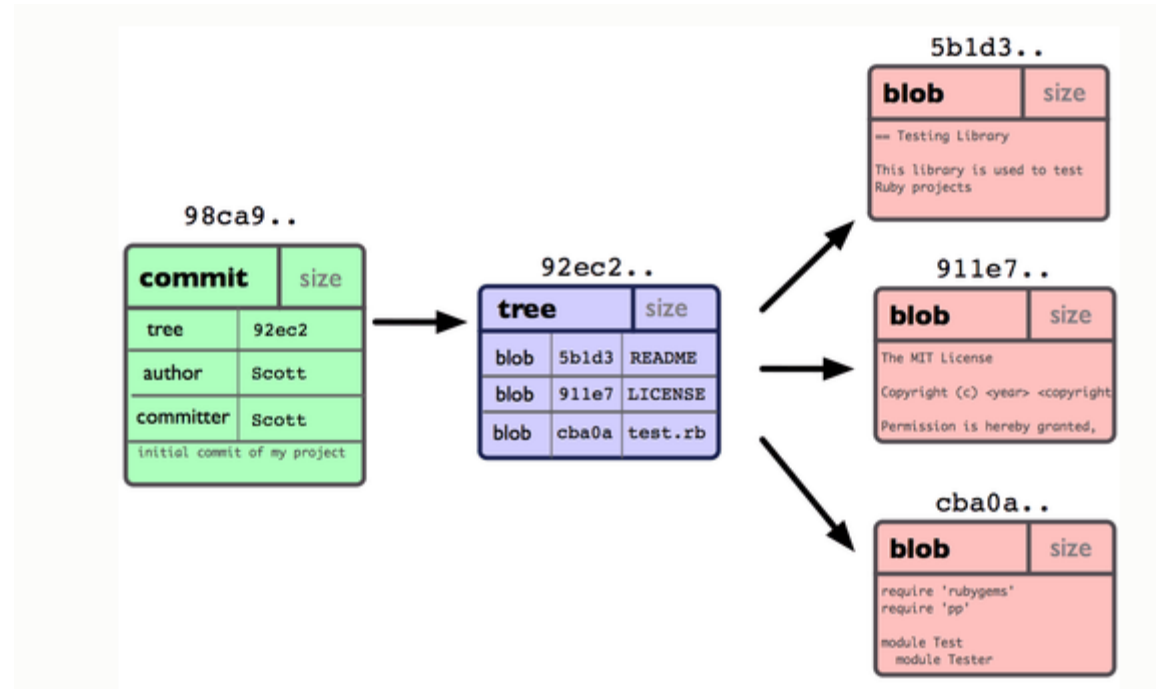 98ca9..
commit size
tree 92ec2
author Scott
committer Scott
initial commit of my project
92ec2..
tree size
blob 5b1d3 README
blob 911e7 LICENSE
blob cba0a test.rb
5b1d3..
blob size
== Testing Library
This library is used to test
Ruby projects
911e7..
blob size
The MIT License
Copyright (c) <year> <copyright
Permission is hereby granted,
cba0a..
blob size
require 'rubygems'
require 'pp'
module Test
module Tester